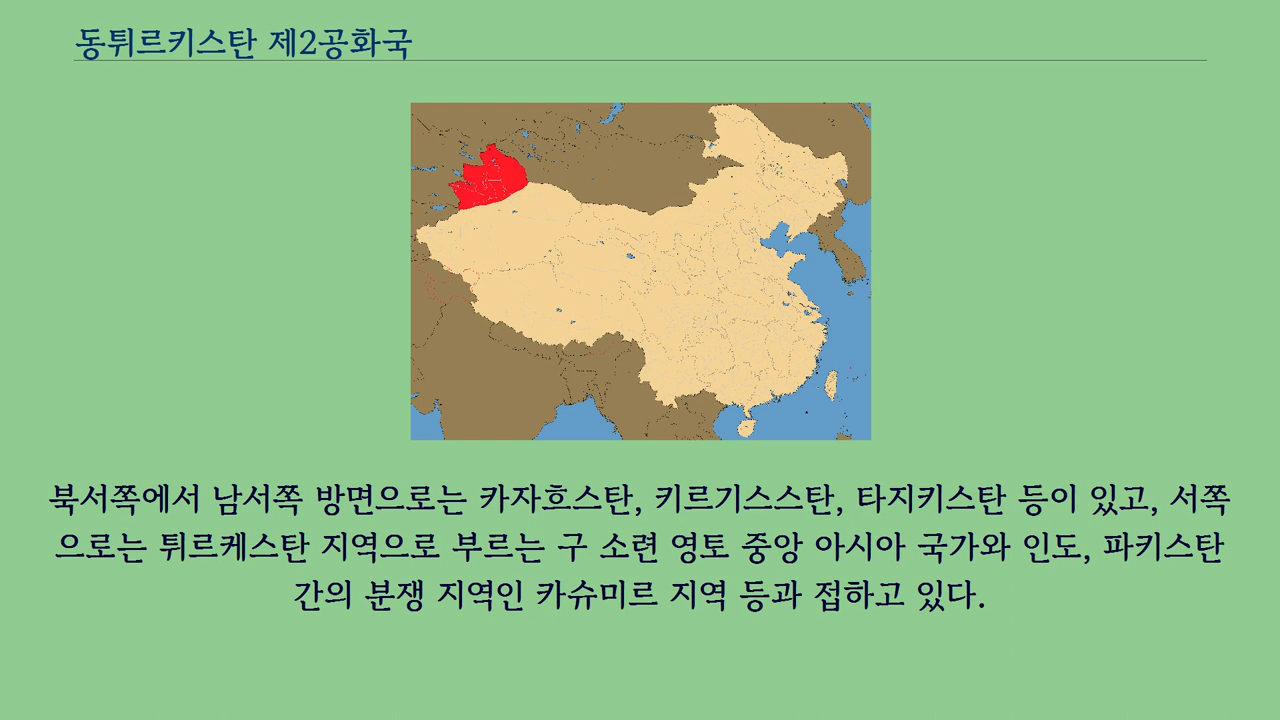 동튀르키스탄 제2공화국
북서쪽에서 남서쪽 방면으로는 카자흐스탄, 키르기스스탄, 타지키스탄 등이 있고, 서쪽
으로는 튀르케스탄 지역으로 부르는 구 소련 영토 중앙 아시아 국가와 인도, 파키스탄
간의 분쟁 지역인 카슈미르 지역 등과 접하고 있다.